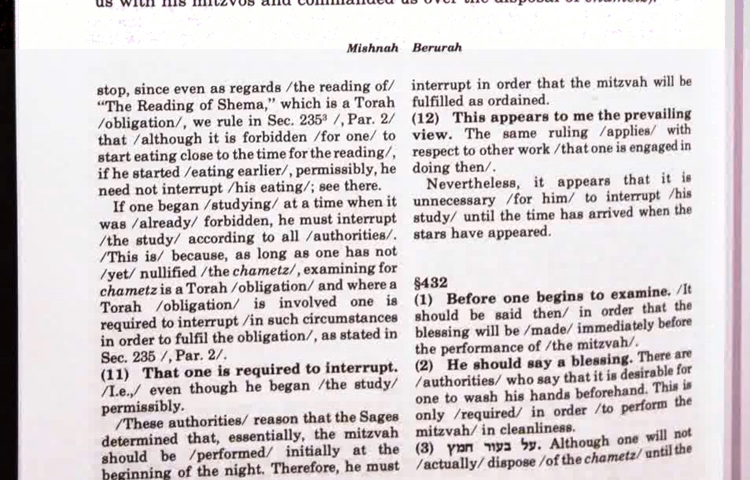 us with his mitzvos and commanded us over the disposal of chametz).
Mishnah Berurah
stop, since even as regards /the reading of/
“The Reading of Shema,” which is a Torah
/obligation/, we rule in Sec. 235³ /, Par. 2/
that /although it is forbidden /for one/ to
start eating close to the time for the reading/,
if he started /eating earlier/, permissibly, he
need not interrupt /his eating/; see there.
If one began /studying/ at a time when it
was /already/ forbidden, he must interrupt
/the study/ according to all /authorities/.
/This is/ because, as long as one has not
/yet/ nullified /the chametz/, examining for
chametz is a Torah /obligation/ and where a
Torah /obligation/ is involved one is
required to interrupt /in such circumstances
in order to fulfil the obligation/, as stated in
Sec. 235 /, Par. 2/.
(11) That one is required to interrupt.
/I.e.,/ even though he began /the study/
permissibly.
/These authorities/ reason that the Sages
determined that, essentially, the mitzvah
should be /performed/ initially at the
beginning of the night. Therefore, he must
interrupt in order that the mitzvah will be
fulfilled as ordained.
(12) This appears to me the prevailing
view. The same ruling /applies/ with
respect to other work /that one is engaged in
doing then/.
Nevertheless, it appears that it is
unnecessary /for him/ to interrupt /his
study/ until the time has arrived when the
stars have appeared.
§432
(1) Before one begins to examine. /It
should be said then/ in order that the
blessing will be /made/ immediately before
the performance of /the mitzvah/.
(2) He should say a blessing. There are
/authorities/ who say that it is desirable for
one to wash his hands beforehand. This is
only /required/ in order /to perform the
mitzvah/ in cleanliness.
(3) על בעור חמץ. Although one will not
/actually/ dispose /of the chametz/ until the